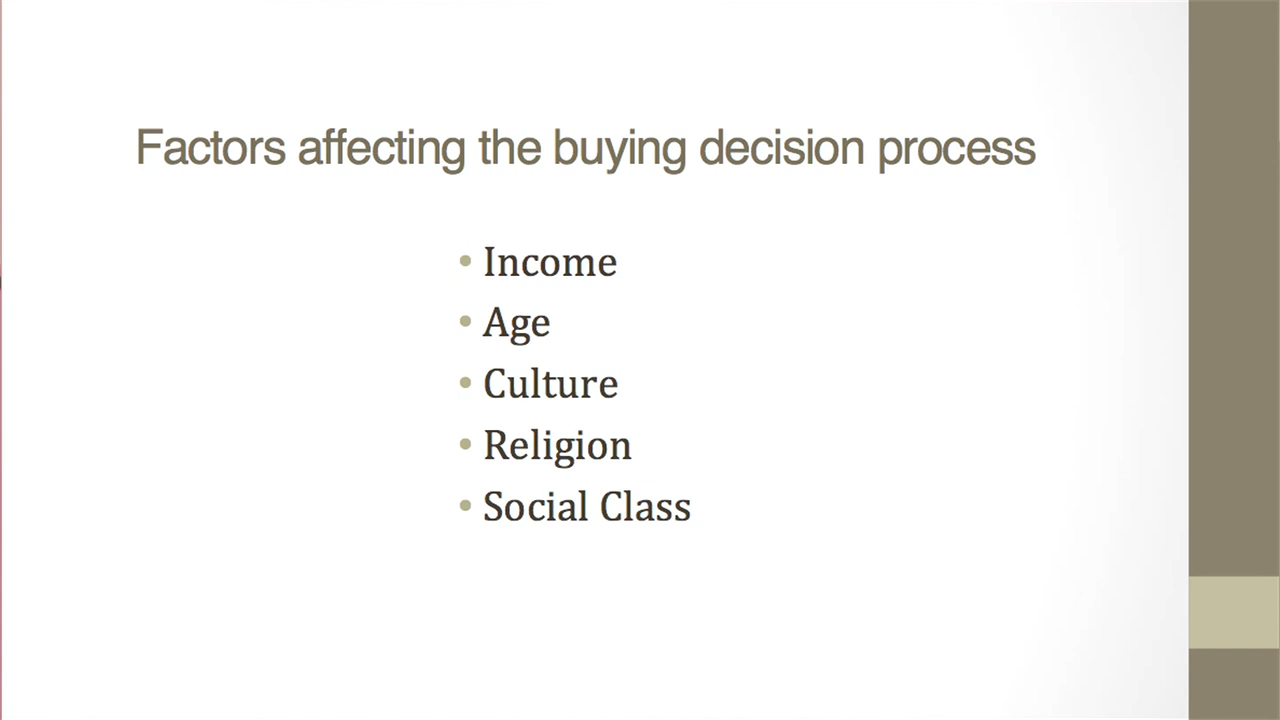 Factors affecting the buying decision process
• Income
• Age
• Culture
• Religion
• Social Class